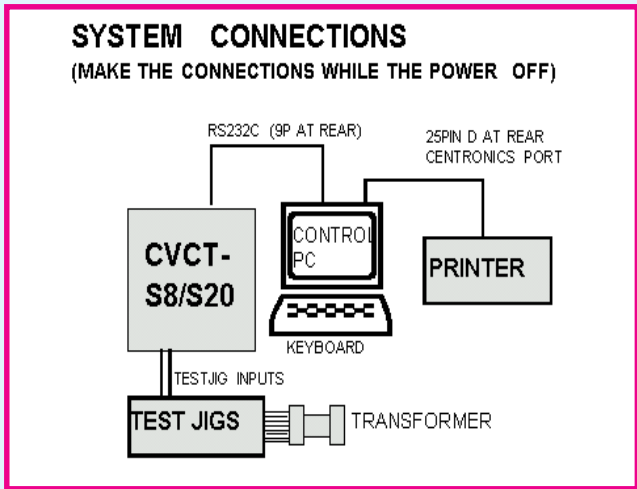 SYSTEM CONNECTIONS
(MAKE THE CONNECTIONS WHILE THE POWER OFF)
RS232C (9P AT REAR)
25PIN D AT REAR
CENTRONICS PORT
CVCT-
S8/S20
CONTROL
PC
PRINTER
KEYBOARD
TESTJIG INPUTS
TEST JIGS
TRANSFORMER